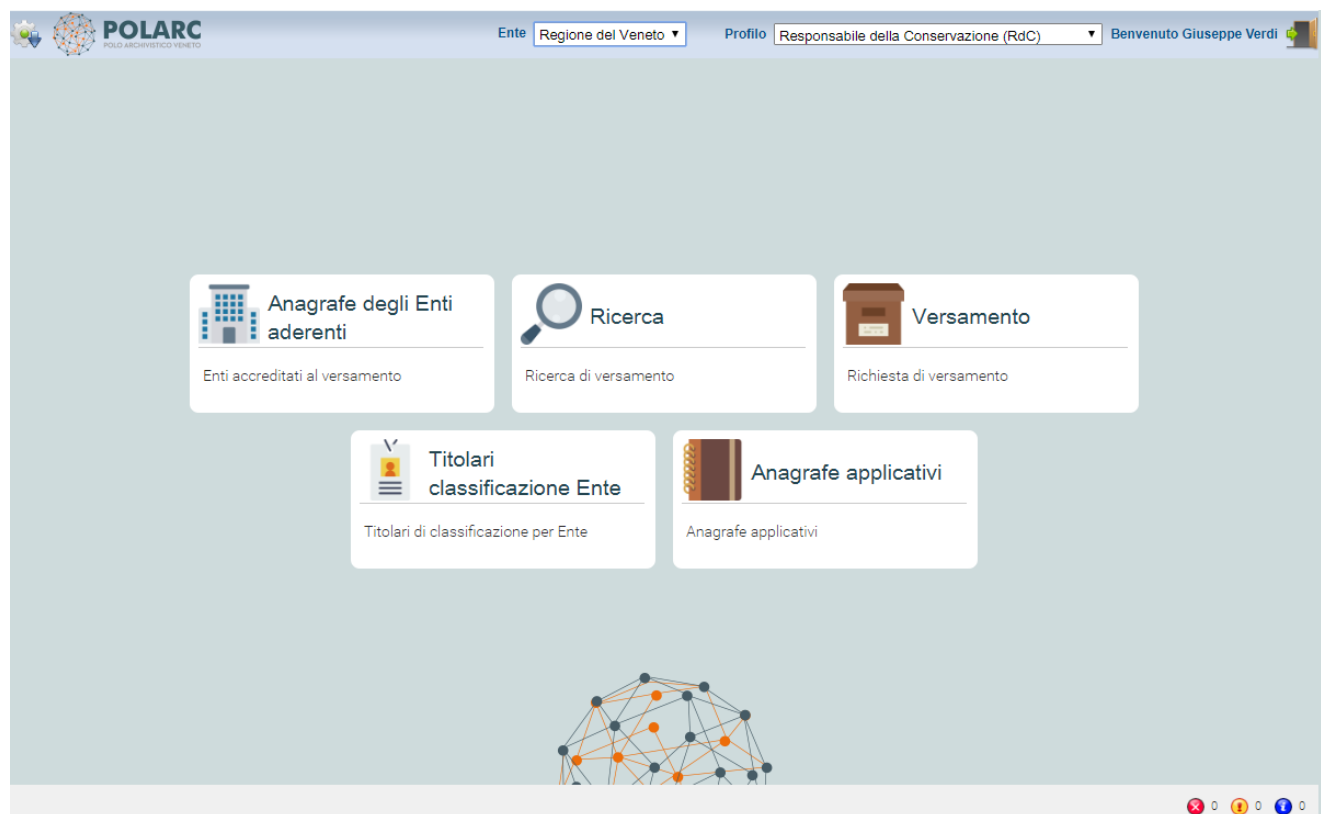 POLARC
POLO ARCHIVISTICO VENETO
Ente Regione del Veneto Profilo Responsabile della Conservazione (RdC) Benvenuto Giuseppe Verdi
Anagrafe degli Enti
aderenti
Enti accreditati al versamento
Ricerca
Ricerca di versamento
Versamento
Richiesta di versamento
Titolari
classificazione Ente
Titolari di classificazione per Ente
Anagrafe applicativi
Anagrafe applicativi
0 0 0